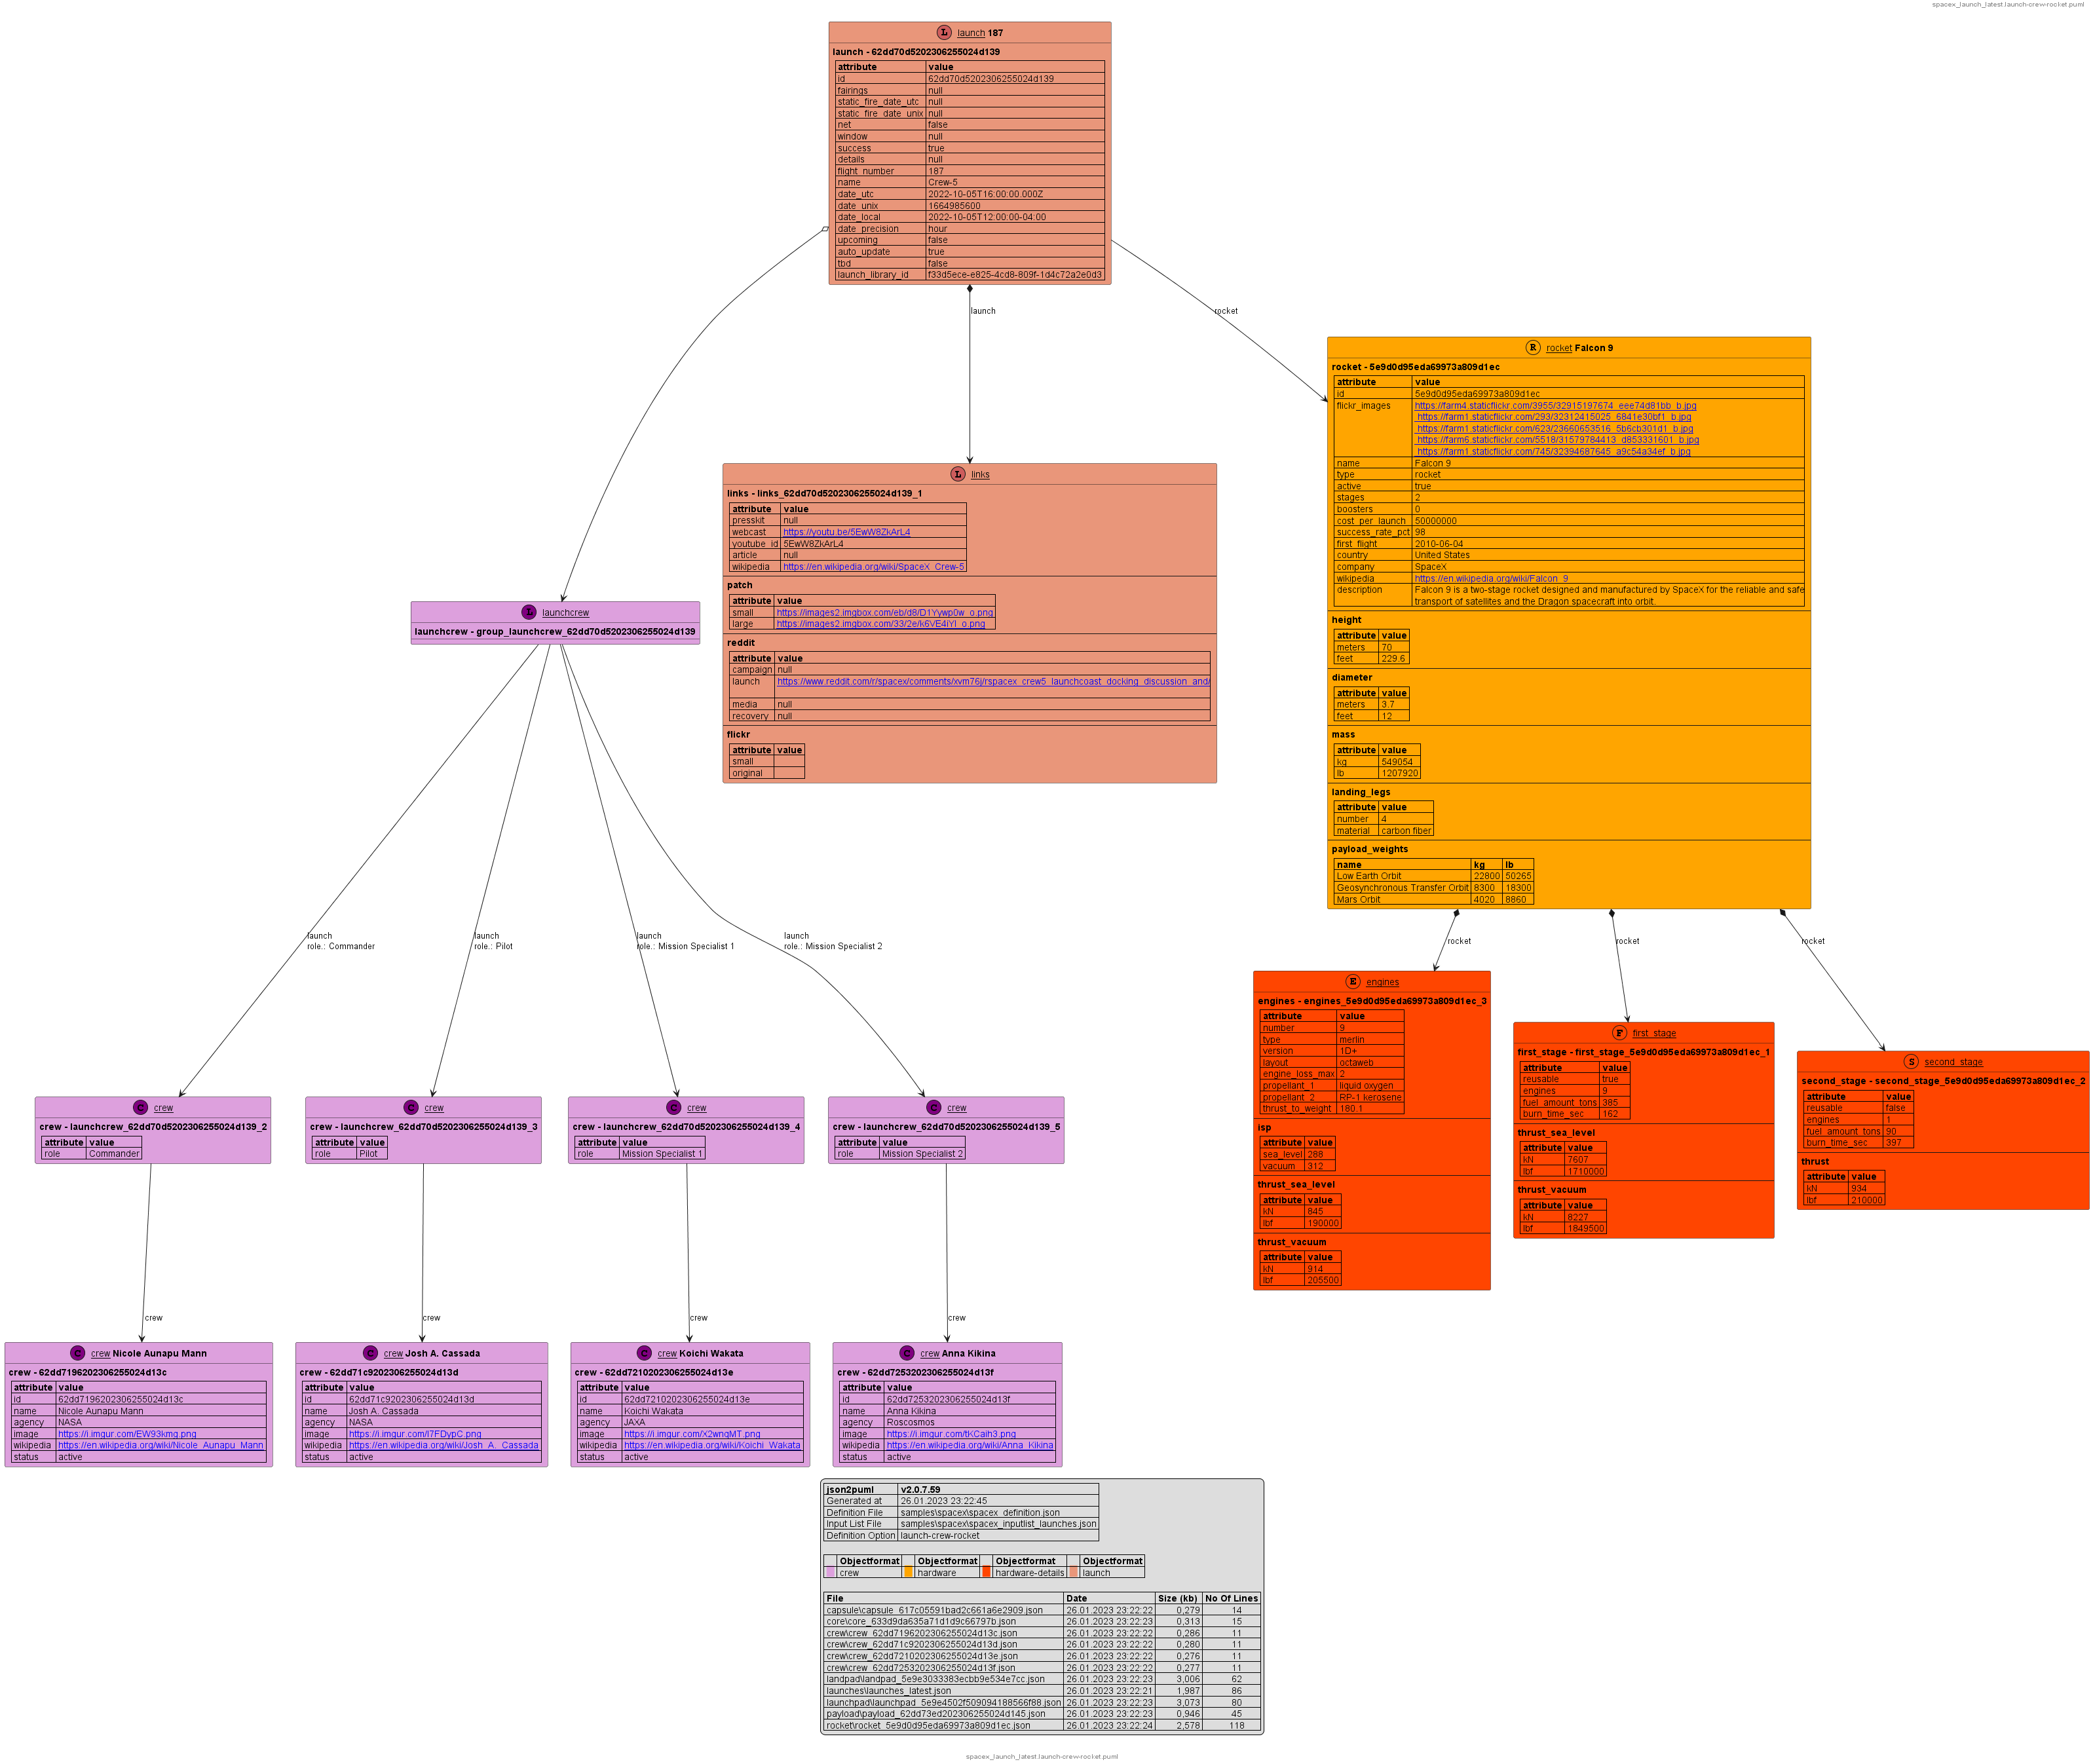 spacex_launch_latest.launch-crew-rocket.puml
L launch 187
launch - 62dd70d5202306255024d139
attribute value
id 62dd70d5202306255024d139
fairings null
static_fire_date_utc null
static_fire_date_unix null
net false
window null
success true
details null
flight_number 187
name Crew-5
date_utc 2022-10-05T16:00:00.000Z
date_unix 1664985600
date_local 2022-10-05T12:00:00-04:00
date_precision hour
upcoming false
auto_update true
tbd false
launch_library_id f33d5ece-e825-4cd8-809f-1d4c72a2e0d3
launch
rocket
R rocket Falcon 9
rocket - 5e9d0d95eda69973a809d1ec
attribute value
id 5e9d0d95eda69973a809d1ec
flickr_images https://farm4.staticflickr.com/3955/32915197674_eee74d81bb_b.jpg
https://farm1.staticflickr.com/293/32312415025_6841e30bf1_b.jpg
https://farm1.staticflickr.com/623/23660653516_5b6cb301d1_b.jpg
https://farm6.staticflickr.com/5518/31579784413_d853331601_b.jpg
https://farm1.staticflickr.com/745/32394687645_a9c54a34ef_b.jpg
name Falcon 9
type rocket
active true
stages 2
boosters 0
cost_per_launch 50000000
success_rate_pct 98
first_flight 2010-06-04
country United States
company SpaceX
wikipedia https://en.wikipedia.org/wiki/Falcon_9
description Falcon 9 is a two-stage rocket designed and manufactured by SpaceX for the reliable and safe
transport of satellites and the Dragon spacecraft into orbit.
height
attribute value
meters 70
feet 229.6
diameter
attribute value
meters 3.7
feet 12
mass
attribute value
kg 549054
lb 1207920
landing_legs
attribute value
number 4
material carbon fiber
payload_weights
name kg lb
Low Earth Orbit 22800 50265
Geosynchronous Transfer Orbit 8300 18300
Mars Orbit 4020 8860
L links
links - links_62dd70d5202306255024d139_1
attribute value
presskit null
webcast https://youtu.be/5EwW8ZkArL4
youtube_id 5EwW8ZkArL4
article null
wikipedia https://en.wikipedia.org/wiki/SpaceX_Crew-5
patch
attribute value
small https://images2.imgbox.com/eb/d8/D1Yywp0w_o.png
large https://images2.imgbox.com/33/2e/k6VE4iYl_o.png
reddit
attribute value
campaign null
launch https://www.reddit.com/r/spacex/comments/xvm76j/rspacex_crew5_launchcoast_docking_discussion_and/
media null
recovery null
flickr
attribute value
small
original
L launchcrew
launchcrew - group_launchcrew_62dd70d5202306255024d139
launch
role.: Commander
launch
role.: Pilot
launch
role.: Mission Specialist 1
launch
role.: Mission Specialist 2
rocket
rocket
rocket
E engines
engines - engines_5e9d0d95eda69973a809d1ec_3
attribute value
number 9
type merlin
version 1D+
layout octaweb
engine_loss_max 2
propellant_1 liquid oxygen
propellant_2 RP-1 kerosene
thrust_to_weight 180.1
isp
attribute value
sea_level 288
vacuum 312
thrust_sea_level
attribute value
kN 845
lbf 190000
thrust_vacuum
attribute value
kN 914
lbf 205500
F first_stage
first_stage - first_stage_5e9d0d95eda69973a809d1ec_1
attribute value
reusable true
engines 9
fuel_amount_tons 385
burn_time_sec 162
thrust_sea_level
attribute value
kN 7607
lbf 1710000
thrust_vacuum
attribute value
kN 8227
lbf 1849500
S second_stage
second_stage - second_stage_5e9d0d95eda69973a809d1ec_2
attribute value
reusable false
engines 1
fuel_amount_tons 90
burn_time_sec 397
thrust
attribute value
kN 934
lbf 210000
C crew
crew - launchcrew_62dd70d5202306255024d139_2
attribute value
role Commander
C crew
crew - launchcrew_62dd70d5202306255024d139_3
attribute value
role Pilot
C crew
crew - launchcrew_62dd70d5202306255024d139_4
attribute value
role Mission Specialist 1
C crew
crew - launchcrew_62dd70d5202306255024d139_5
attribute value
role Mission Specialist 2
crew
crew
crew
crew
C crew Nicole Aunapu Mann
crew - 62dd7196202306255024d13c
attribute value
id 62dd7196202306255024d13c
name Nicole Aunapu Mann
agency NASA
image https://i.imgur.com/EW93kmg.png
wikipedia https://en.wikipedia.org/wiki/Nicole_Aunapu_Mann
status active
C crew Josh A. Cassada
crew - 62dd71c9202306255024d13d
attribute value
id 62dd71c9202306255024d13d
name Josh A. Cassada
agency NASA
image https://i.imgur.com/I7FDypC.png
wikipedia https://en.wikipedia.org/wiki/Josh_A._Cassada
status active
C crew Koichi Wakata
crew - 62dd7210202306255024d13e
attribute value
id 62dd7210202306255024d13e
name Koichi Wakata
agency JAXA
image https://i.imgur.com/X2wnqMT.png
wikipedia https://en.wikipedia.org/wiki/Koichi_Wakata
status active
C crew Anna Kikina
crew - 62dd7253202306255024d13f
attribute value
id 62dd7253202306255024d13f
name Anna Kikina
agency Roscosmos
image https://i.imgur.com/tKCaih3.png
wikipedia https://en.wikipedia.org/wiki/Anna_Kikina
status active
json2puml v2.0.7.59
Generated at 26.01.2023 23:22:45
Definition File samples\spacex\spacex_definition.json
Input List File samples\spacex\spacex_inputlist_launches.json
Definition Option launch-crew-rocket
Objectformat Objectformat Objectformat Objectformat
crew hardware hardware-details launch
File Date Size (kb) No Of Lines
capsule\capsule_617c05591bad2c661a6e2909.json 26.01.2023 23:22:22 0,279 14
core\core_633d9da635a71d1d9c66797b.json 26.01.2023 23:22:23 0,313 15
crew\crew_62dd7196202306255024d13c.json 26.01.2023 23:22:22 0,286 11
crew\crew_62dd71c9202306255024d13d.json 26.01.2023 23:22:22 0,280 11
crew\crew_62dd7210202306255024d13e.json 26.01.2023 23:22:22 0,276 11
crew\crew_62dd7253202306255024d13f.json 26.01.2023 23:22:22 0,277 11
landpad\landpad_5e9e3033383ecbb9e534e7cc.json 26.01.2023 23:22:23 3,006 62
launches\launches_latest.json 26.01.2023 23:22:21 1,987 86
launchpad\launchpad_5e9e4502f509094188566f88.json 26.01.2023 23:22:23 3,073 80
payload\payload_62dd73ed202306255024d145.json 26.01.2023 23:22:23 0,946 45
rocket\rocket_5e9d0d95eda69973a809d1ec.json 26.01.2023 23:22:24 2,578 118
spacex_launch_latest.launch-crew-rocket.puml